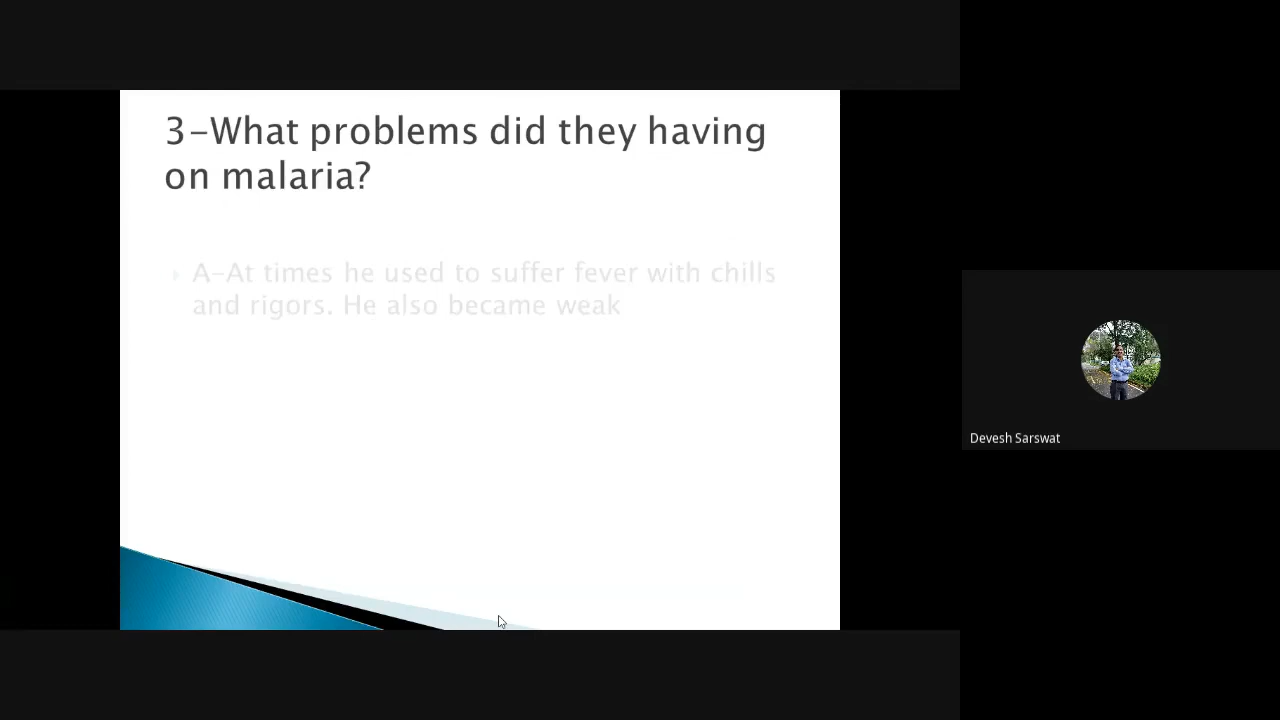 3-What problems did they having
on malaria?
A-At times he used to suffer fever with chills
and rigors. He also became weak
Devesh Sarswat